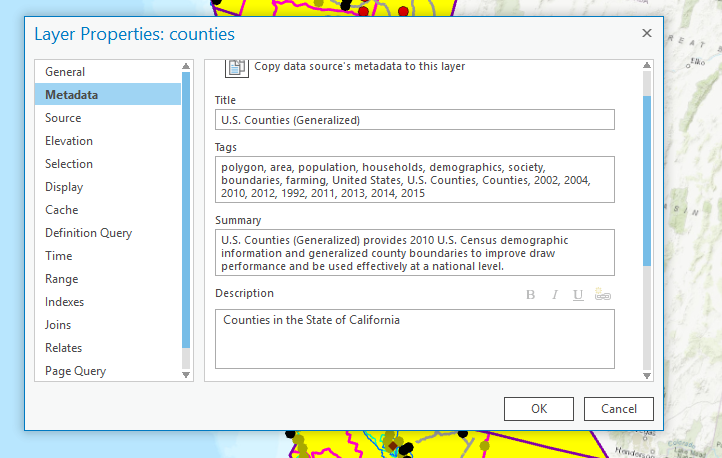 Layer Properties: counties
General
Metadata
Source
Elevation
Selection
Display
Cache
Definition Query
Time
Range
Indexes
Joins
Relates
Page Query
Copy data source's metadata to this layer
Title
U.S. Counties (Generalized)
Tags
polygon, area, population, households, demographics, society,
boundaries, farming, United States, U.S. Counties, Counties, 2002, 2004,
2010, 2012, 1992, 2011, 2013, 2014, 2015
Summary
U.S. Counties (Generalized) provides 2010 U.S. Census demographic
information and generalized county boundaries to improve draw
performance and be used effectively at a national level.
Description
B I U
Counties in the State of California
OK
Cancel
GREAT B
Elko
ASIN
Henderson